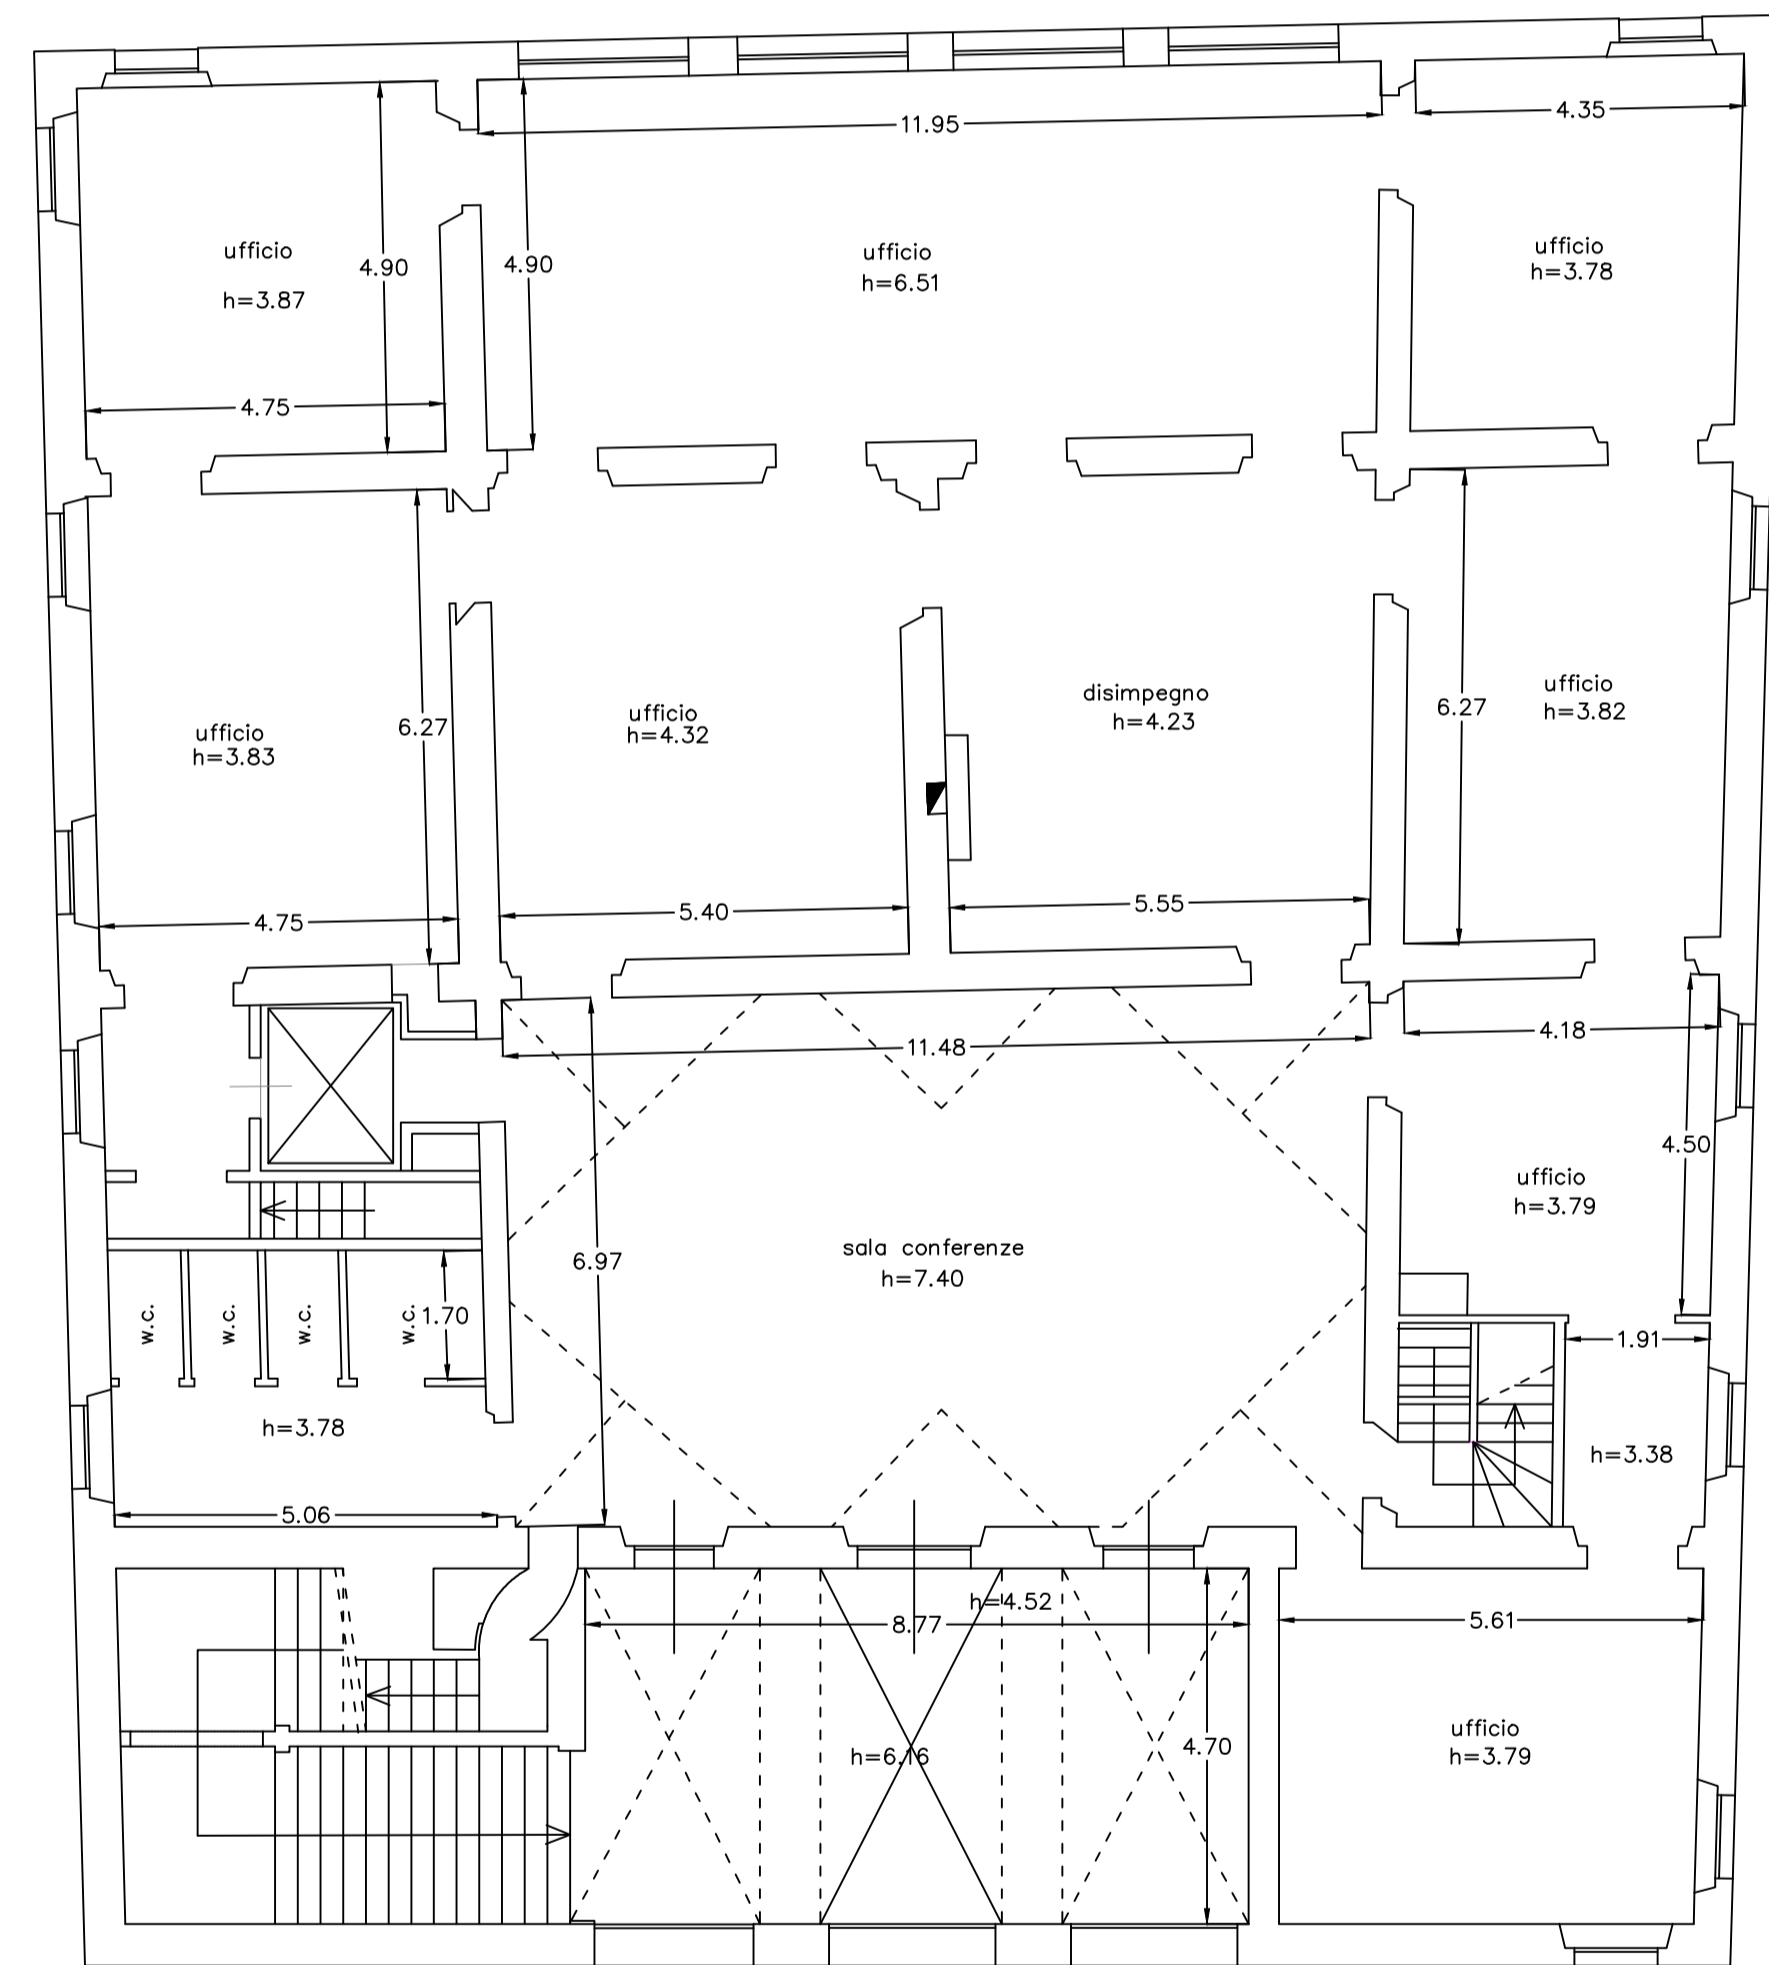 11.95
4.35
ufficio
h=3.87
4.90
4.90
ufficio
h=6.51
ufficio
h=3.78
4.75
6.27
ufficio
h=3.83
ufficio
h=4.32
disimpegno
h=4.23
6.27
ufficio
h=3.82
4.75
5.40
5.55
11.48
4.18
4.50
ufficio
h=3.79
6.97
sala conferenze
h=7.40
w.c.
w.c.
w.c.
w.c.
1.70
1.91
h=3.78
h=3.38
5.06
h=4.52
8.77
5.61
h=6.16
4.70
ufficio
h=3.79